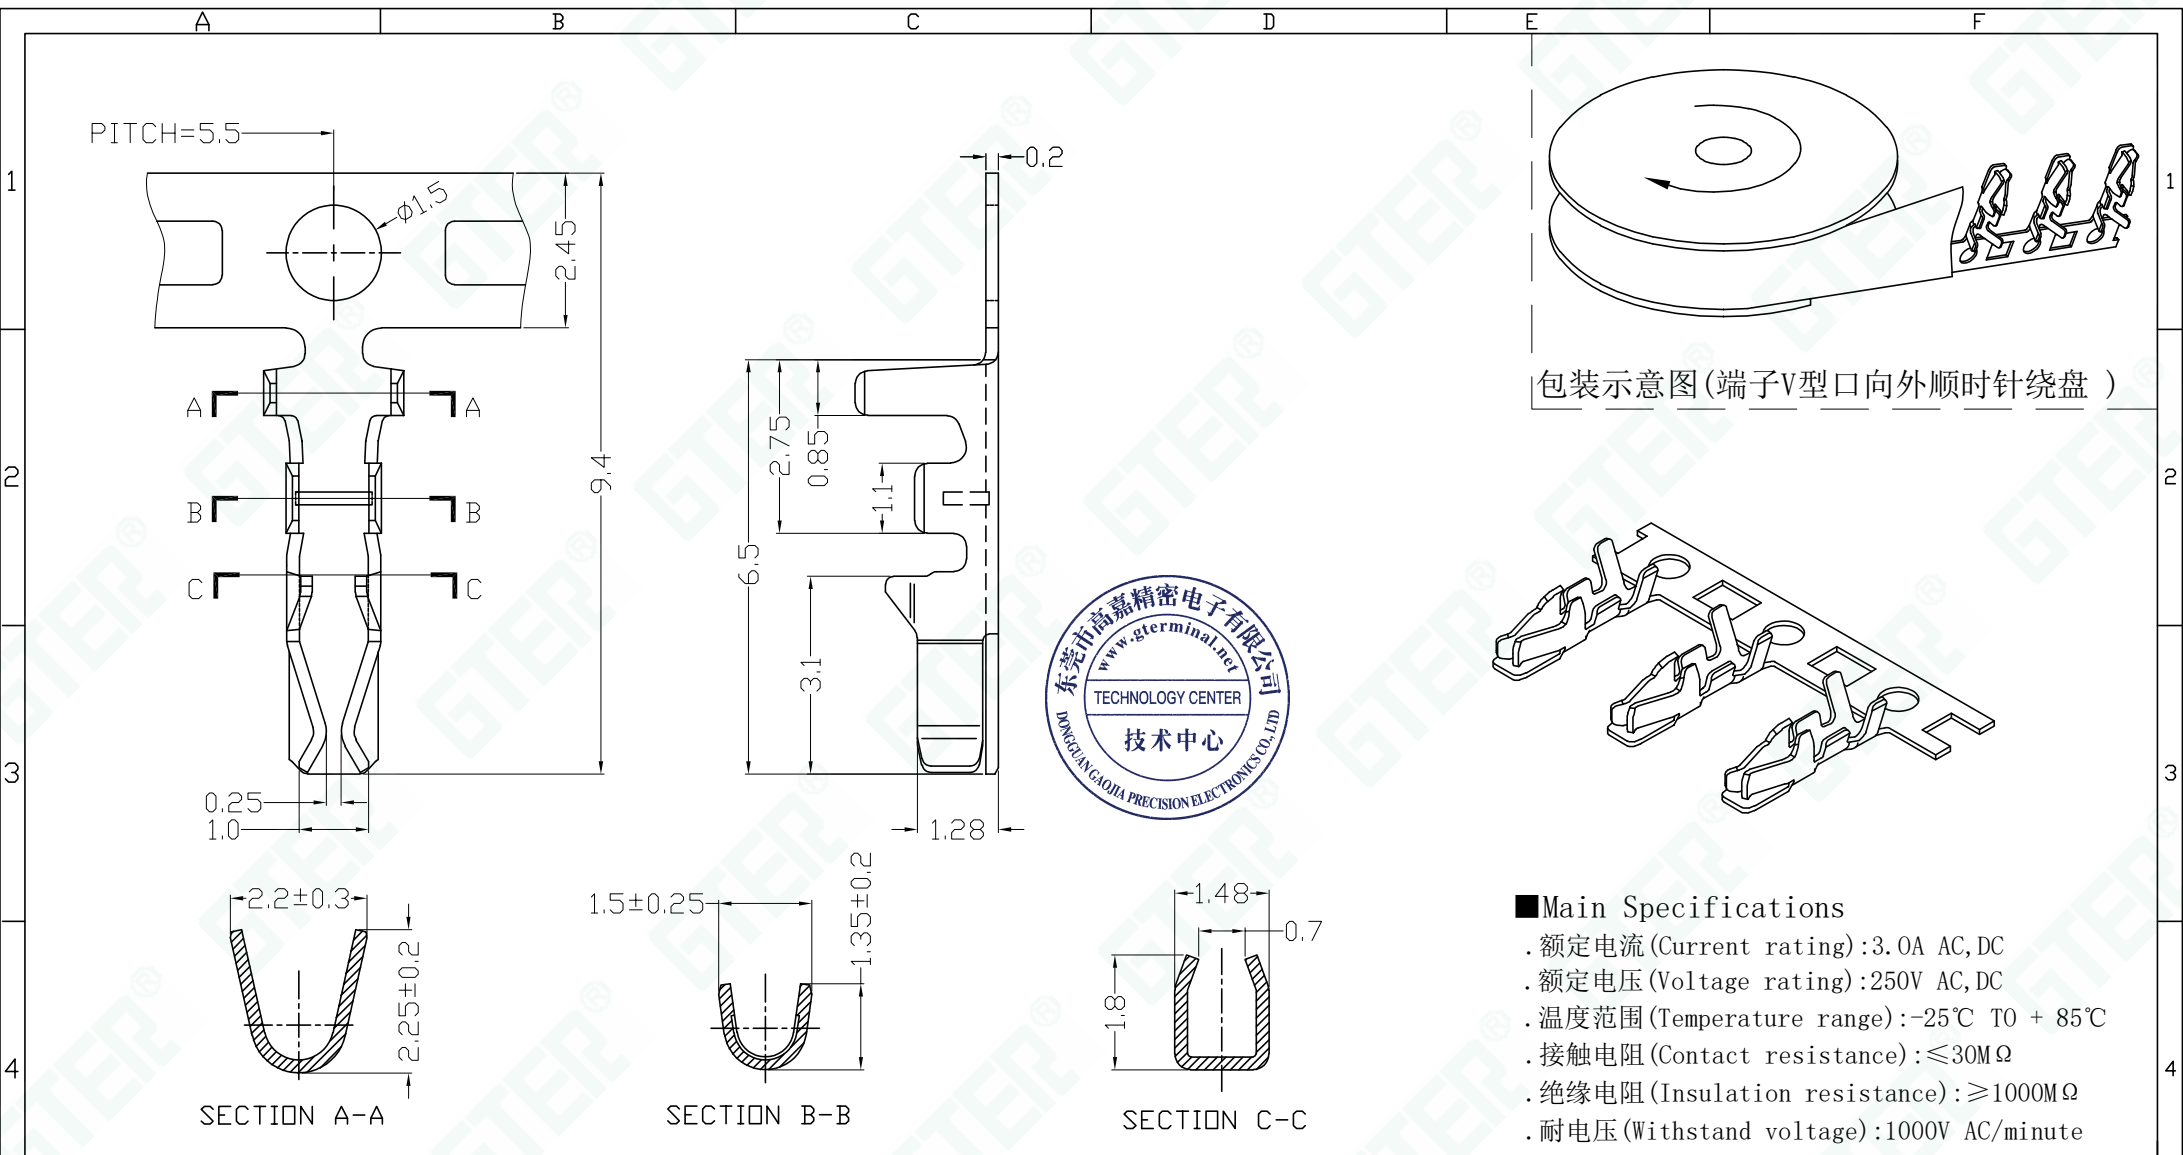 A B C D E F
PITCH=5.5
ø1.5
2.45
9.4
0.2
1
1
包装示意图(端子V型口向外顺时针绕盘 )
A A
B B
C C
2.75
0.85
1.1
6.5
3.1
2
2
东莞市高嘉精密电子有限公司
www.gterminal.net
TECHNOLOGY CENTER
技术中心
DONGGUAN GAOJIA PRECISION ELECTRONICS CO., LTD
3
3
0.25
1.0
1.28
2.2±0.3
2.25±0.2
SECTION A-A
1.5±0.25
1.35±0.2
SECTION B-B
1.48
0.7
1.8
SECTION C-C
■Main Specifications
.额定电流(Current rating):3.0A AC,DC
.额定电压(Voltage rating):250V AC,DC
.温度范围(Temperature range):-25℃ TO + 85℃
.接触电阻(Contact resistance):≤30MΩ
.绝缘电阻(Insulation resistance):≥1000MΩ
.耐电压(Withstand voltage):1000V AC/minute
4
4
GTER®